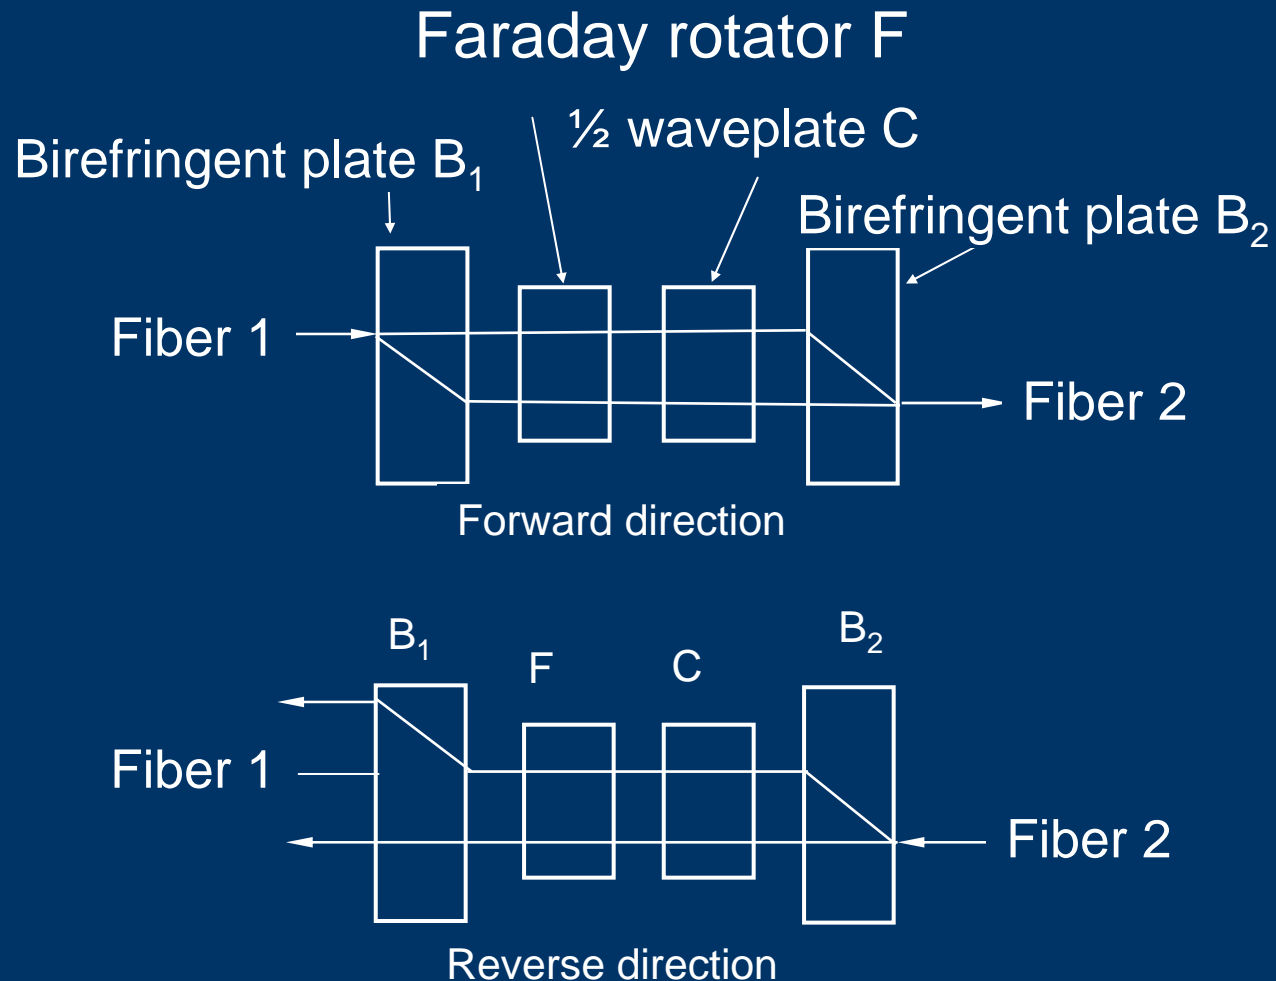 Faraday rotator F
½ waveplate C
Birefringent plate B₁
Birefringent plate B₂
Fiber 1
Fiber 2
Forward direction
B₁
B₂
F
C
Fiber 1
Fiber 2
Reverse direction